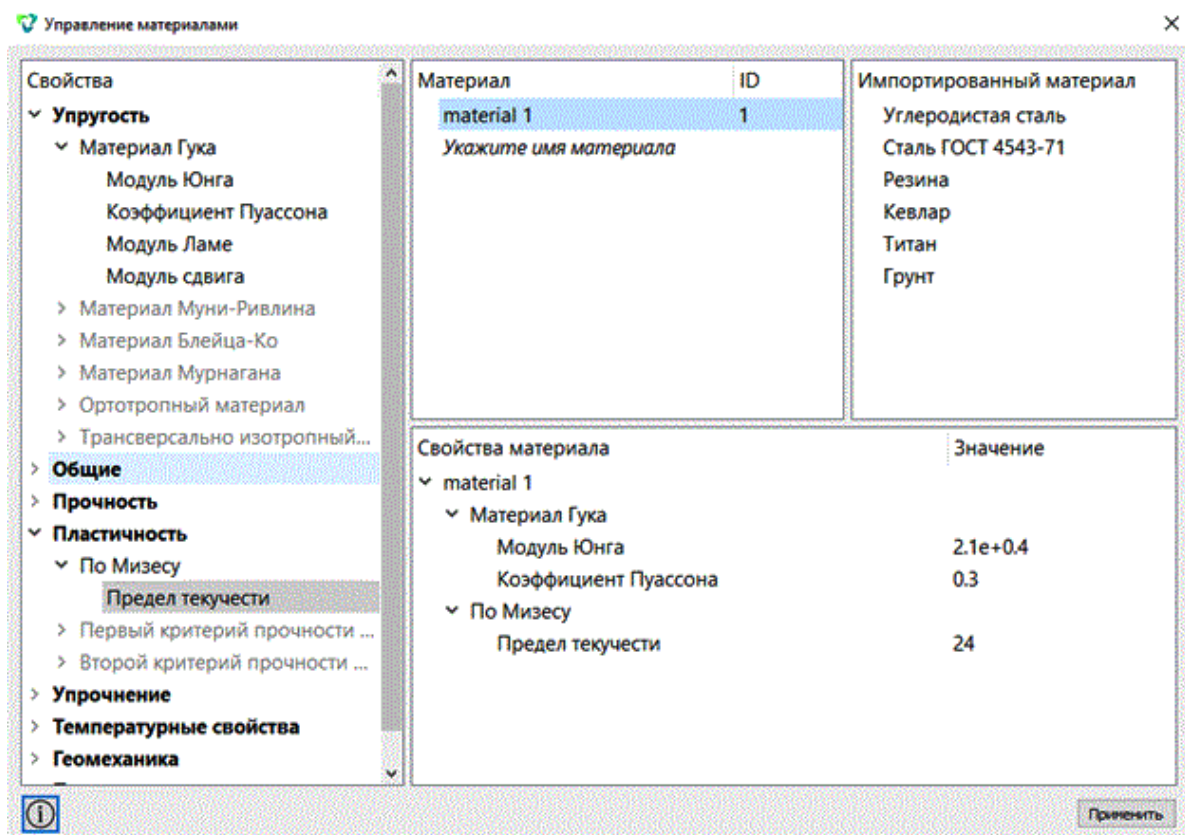 Управление материалами
Свойства
Упругость
Материал Гука
Модуль Юнга
Коэффициент Пуассона
Модуль Ламе
Модуль сдвига
Материал Муни-Ривлина
Материал Блейца-Ко
Материал Мурнагана
Ортотропный материал
Трансверсально изотропный...
Общие
Прочность
Пластичность
По Мизесу
Предел текучести
Первый критерий прочности ...
Второй критерий прочности ...
Упрочнение
Температурные свойства
Геомеханика
Материал ID
material 1 1
Укажите имя материала
Импортированный материал
Углеродистая сталь
Сталь ГОСТ 4543-71
Резина
Кевлар
Титан
Грунт
Свойства материала Значение
material 1
Материал Гука
Модуль Юнга 2.1e+0.4
Коэффициент Пуассона 0.3
По Мизесу
Предел текучести 24
Применить